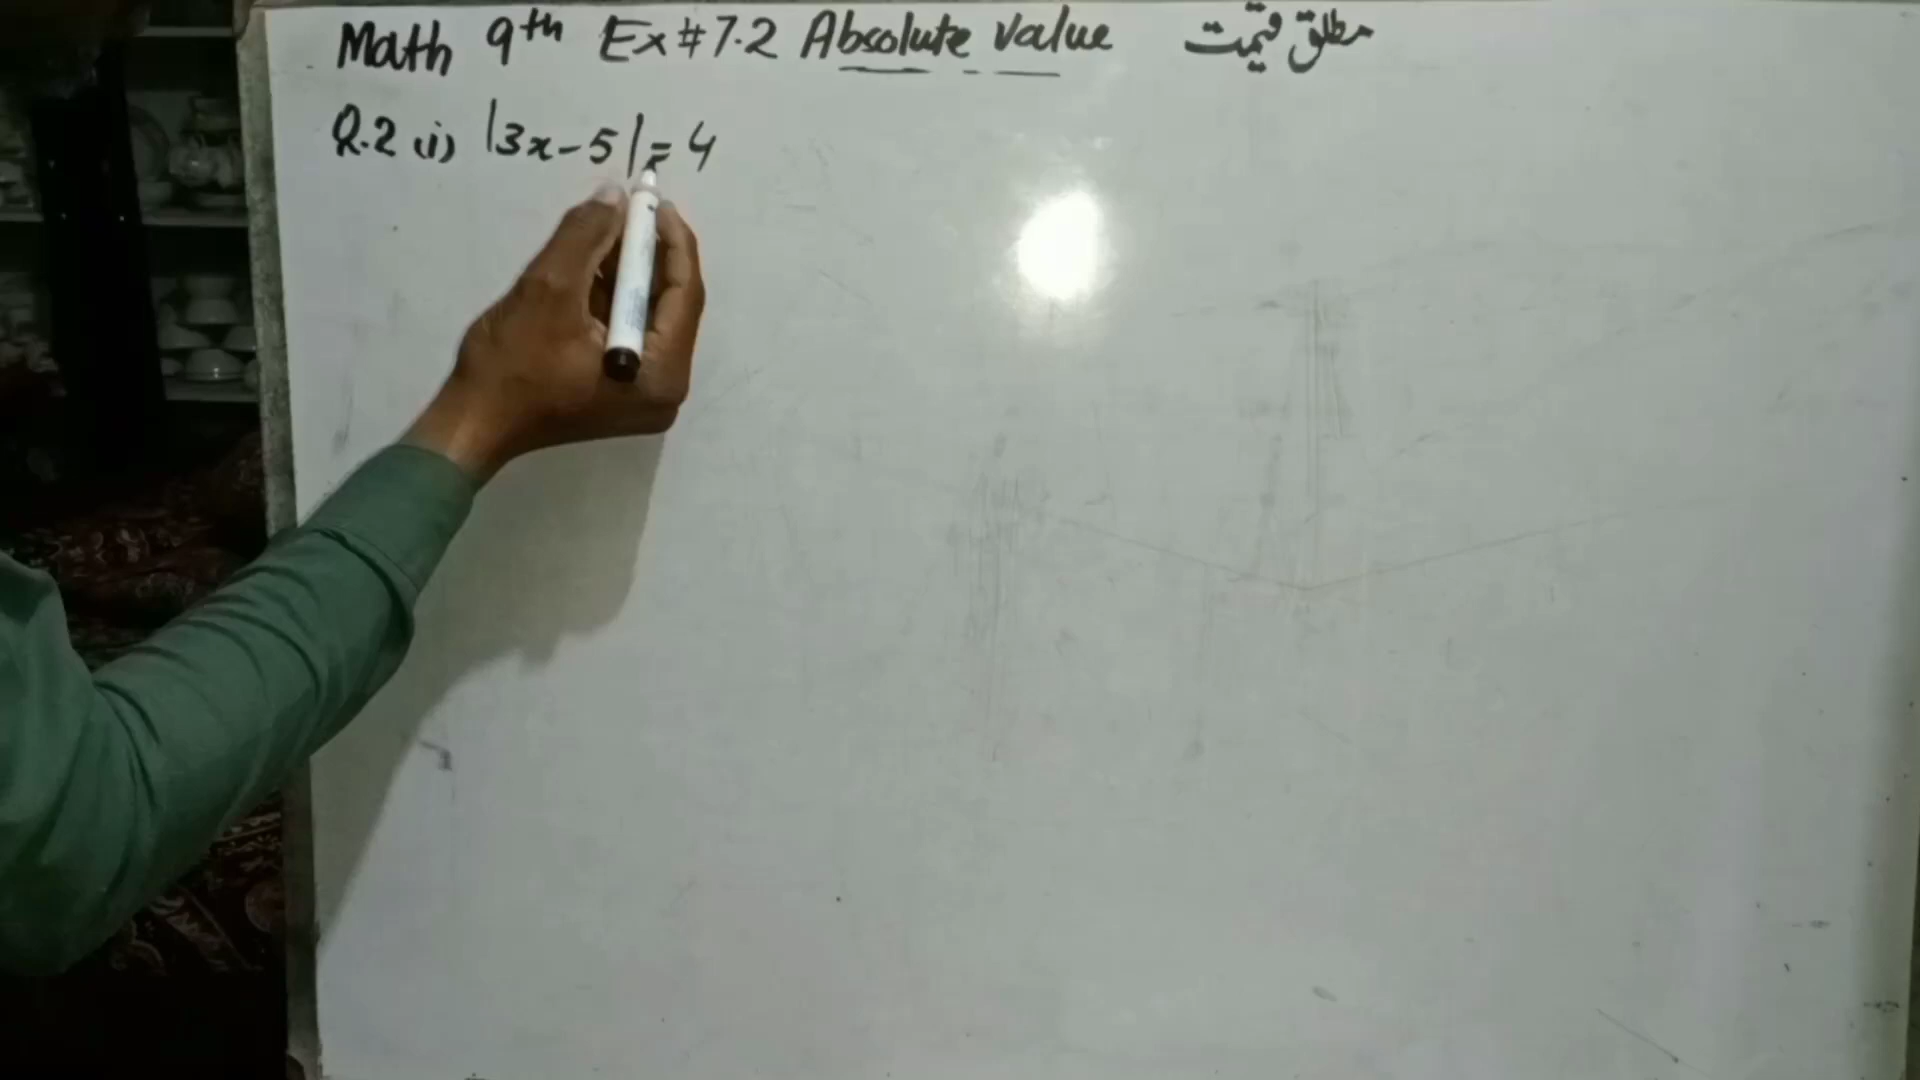 Math 9th Ex#7.2 Absolute value مطلق قیمت
Q.2 (i) |3x-5|=4